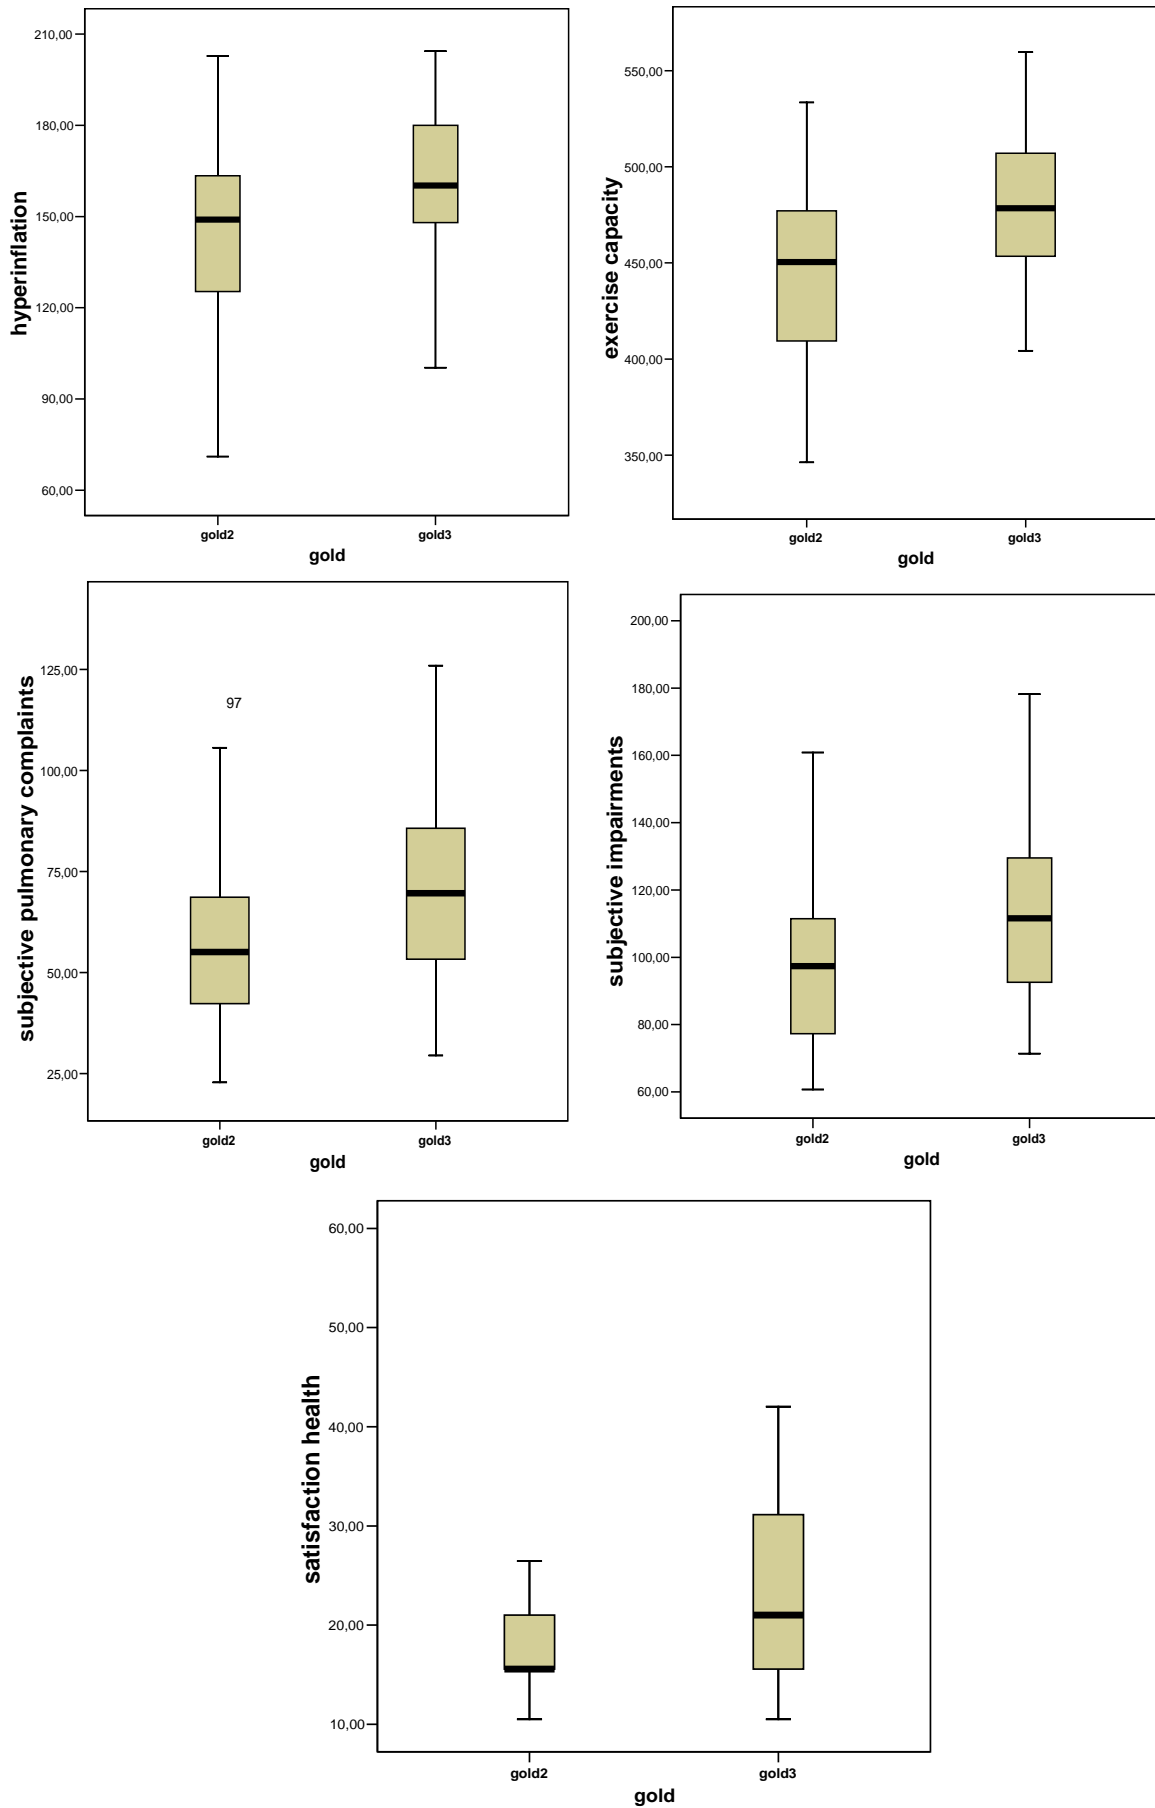 hyperinflation
210,00
180,00
150,00
120,00
90,00
60,00
gold2
gold3
gold
exercise capacity
550,00
500,00
450,00
400,00
350,00
gold2
gold3
gold
subjective pulmonary complaints
125,00
100,00
75,00
50,00
25,00
97
gold2
gold3
gold
subjective impairments
200,00
180,00
160,00
140,00
120,00
100,00
80,00
60,00
gold2
gold3
gold
satisfaction health
60,00
50,00
40,00
30,00
20,00
10,00
gold2
gold3
gold